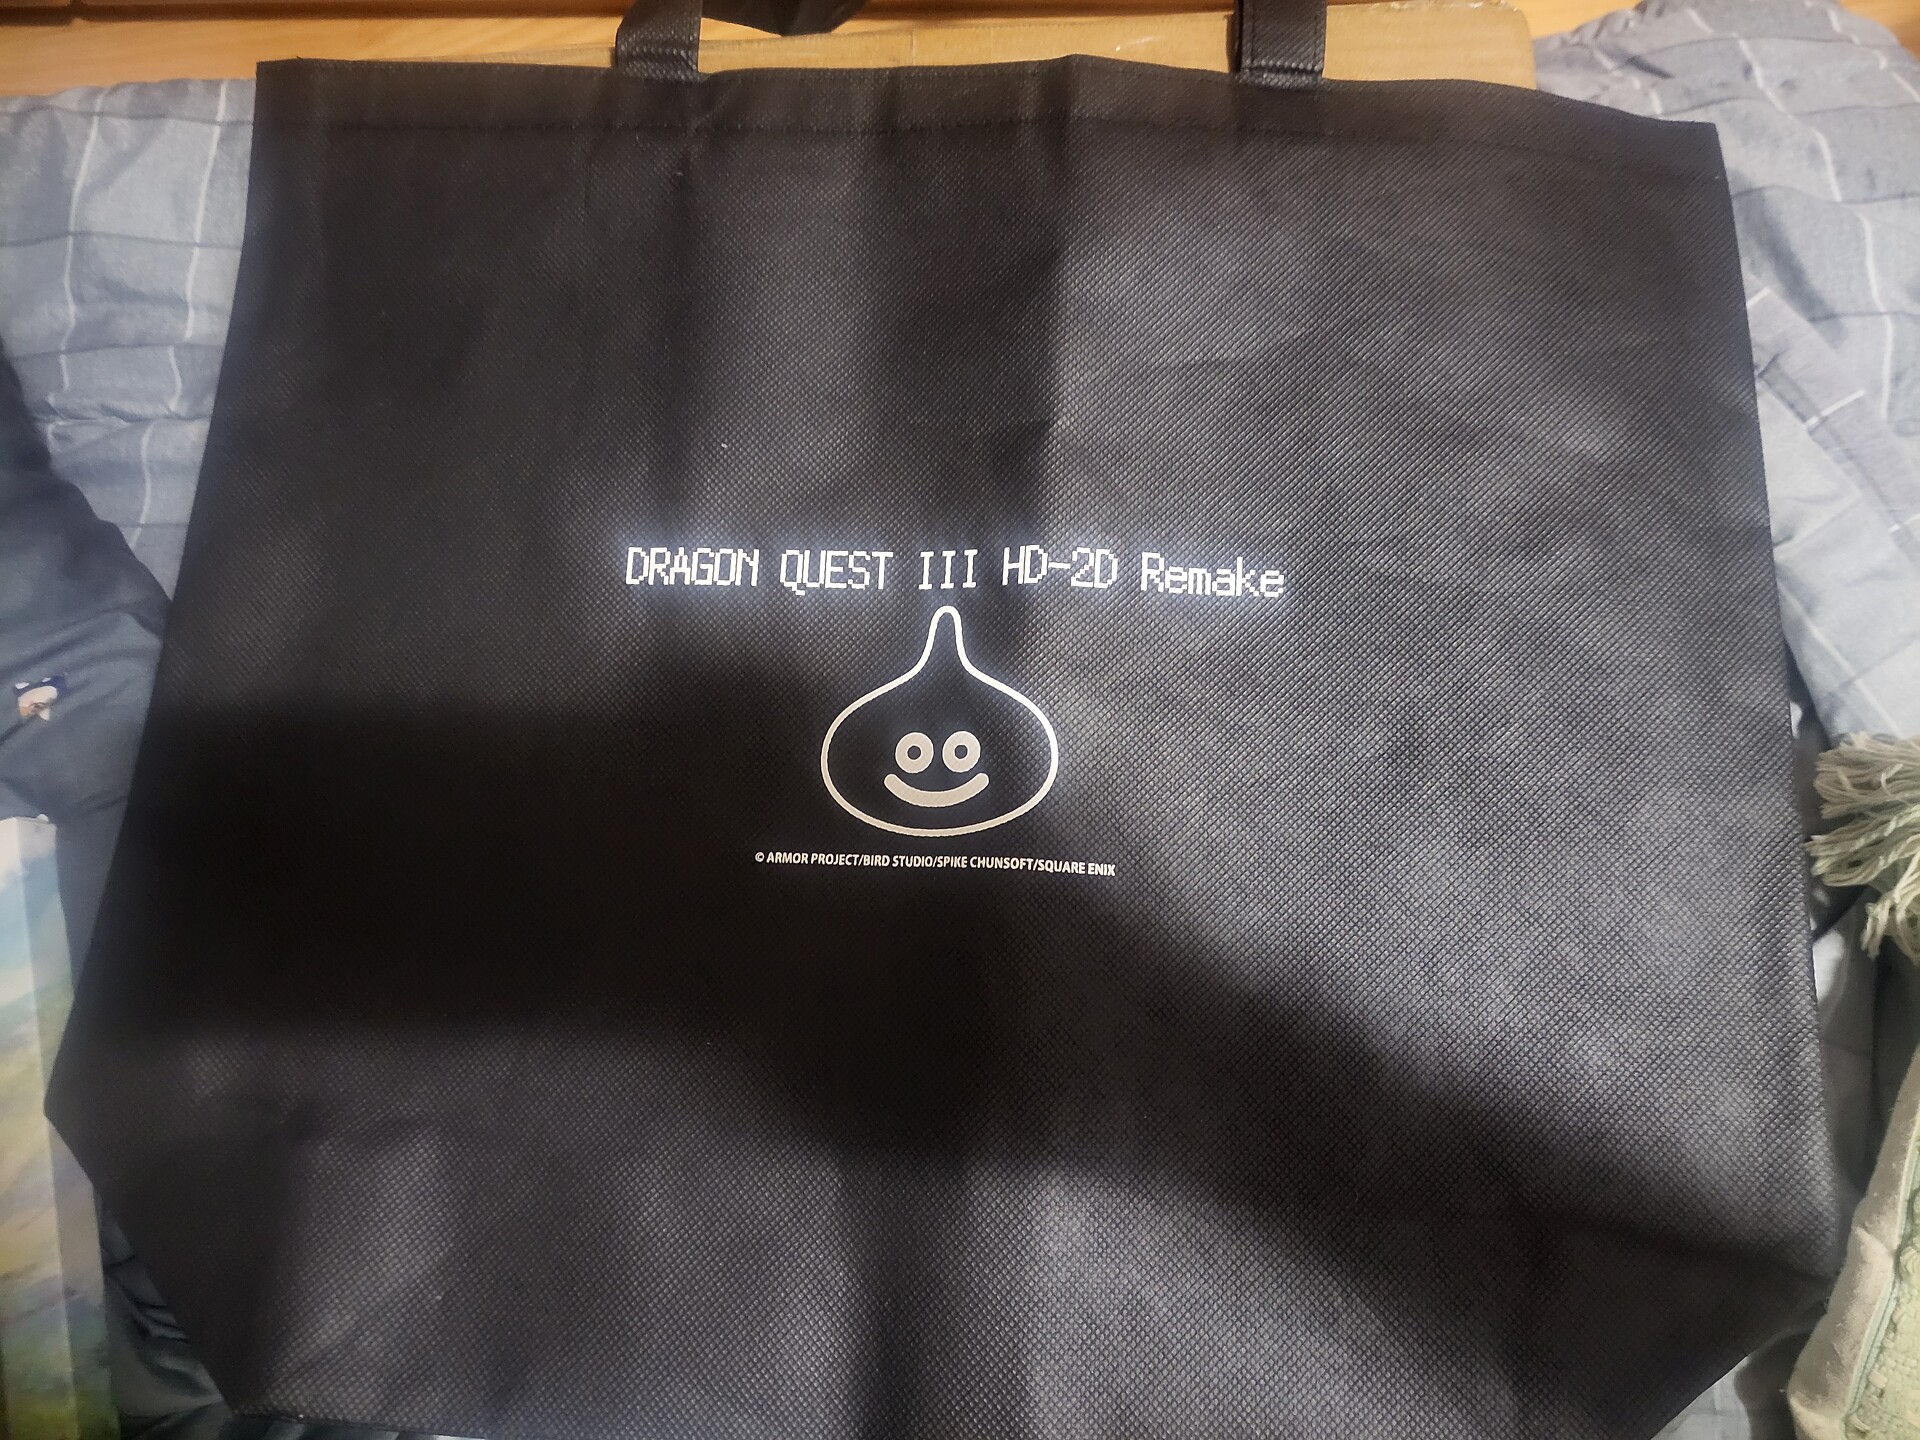 DRAGON QUEST III HD-2D Remake
© ARMOR PROJECT/BIRD STUDIO/SPIKE CHUNSOFT/SQUARE ENIX